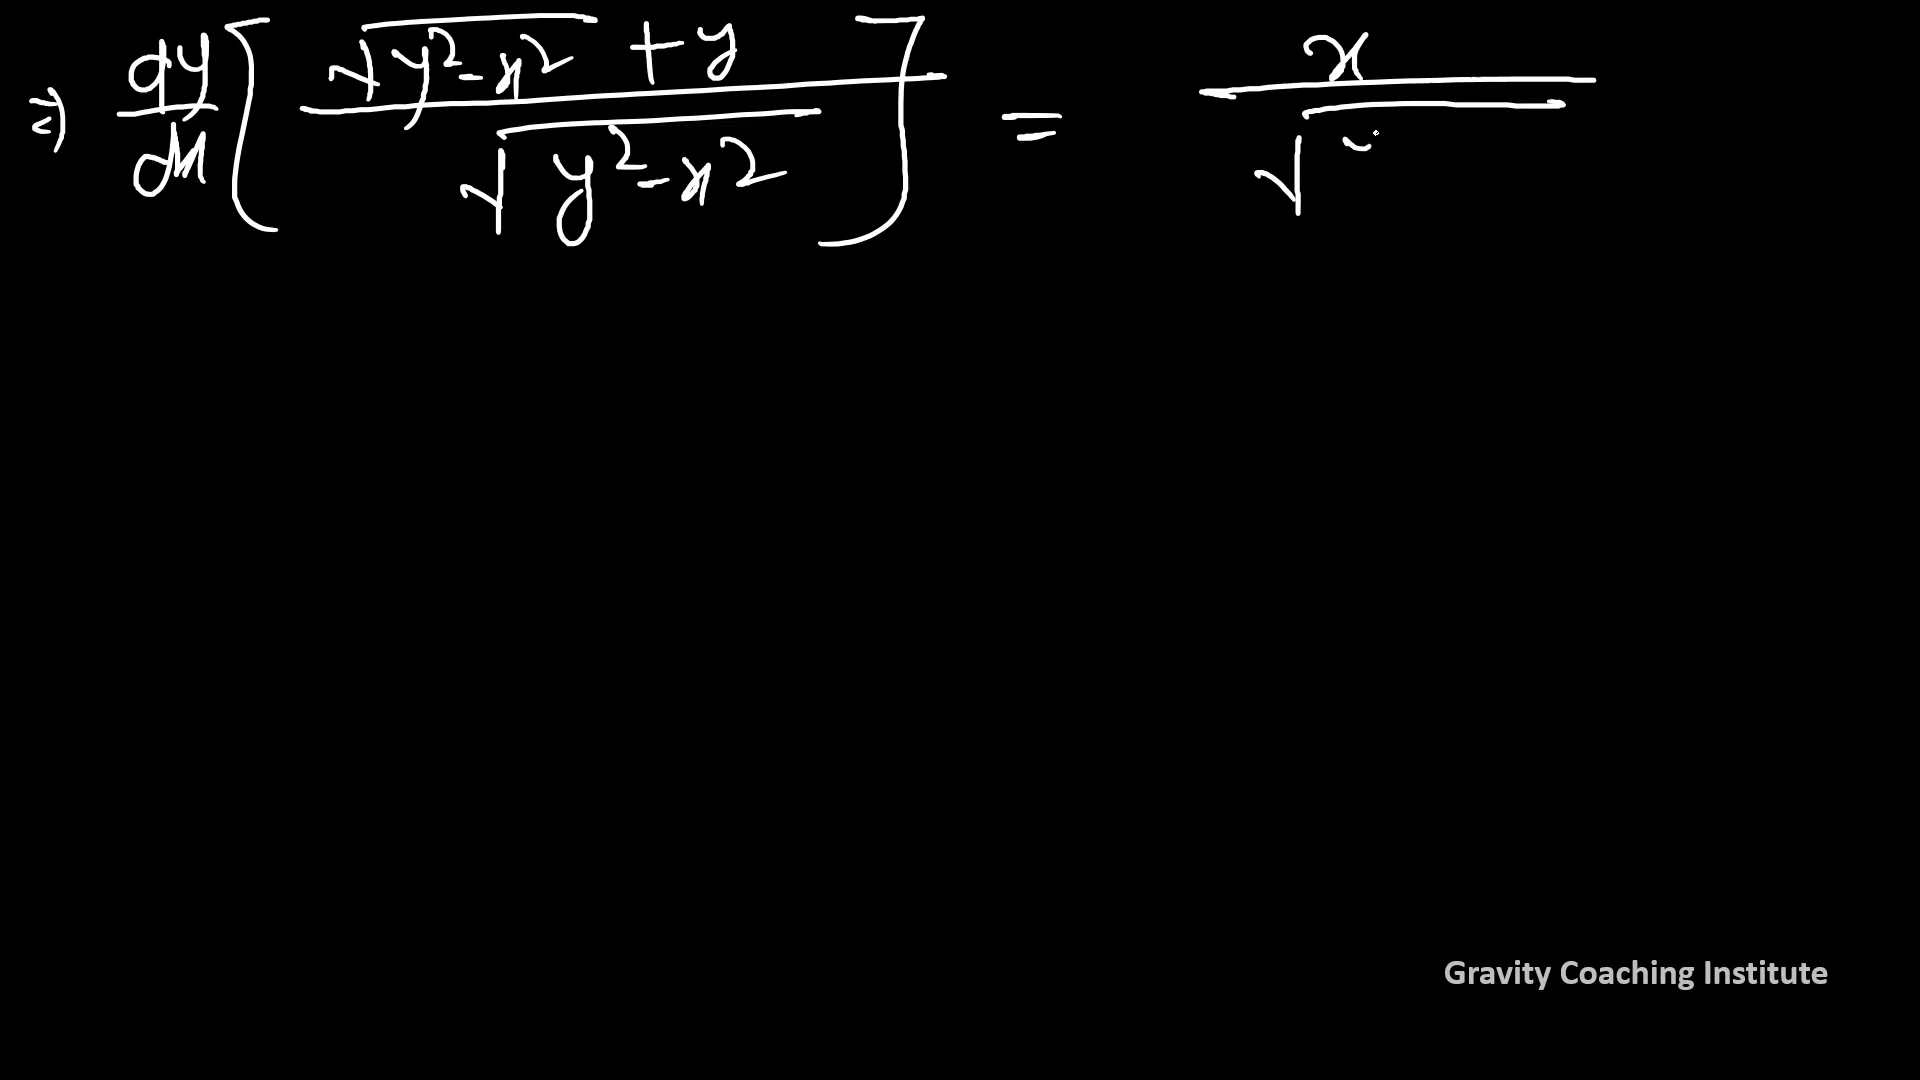 ⇒ dy/dx [ (√(y²-x²) + y) / √(y²-x²) ] = x / √
Gravity Coaching Institute